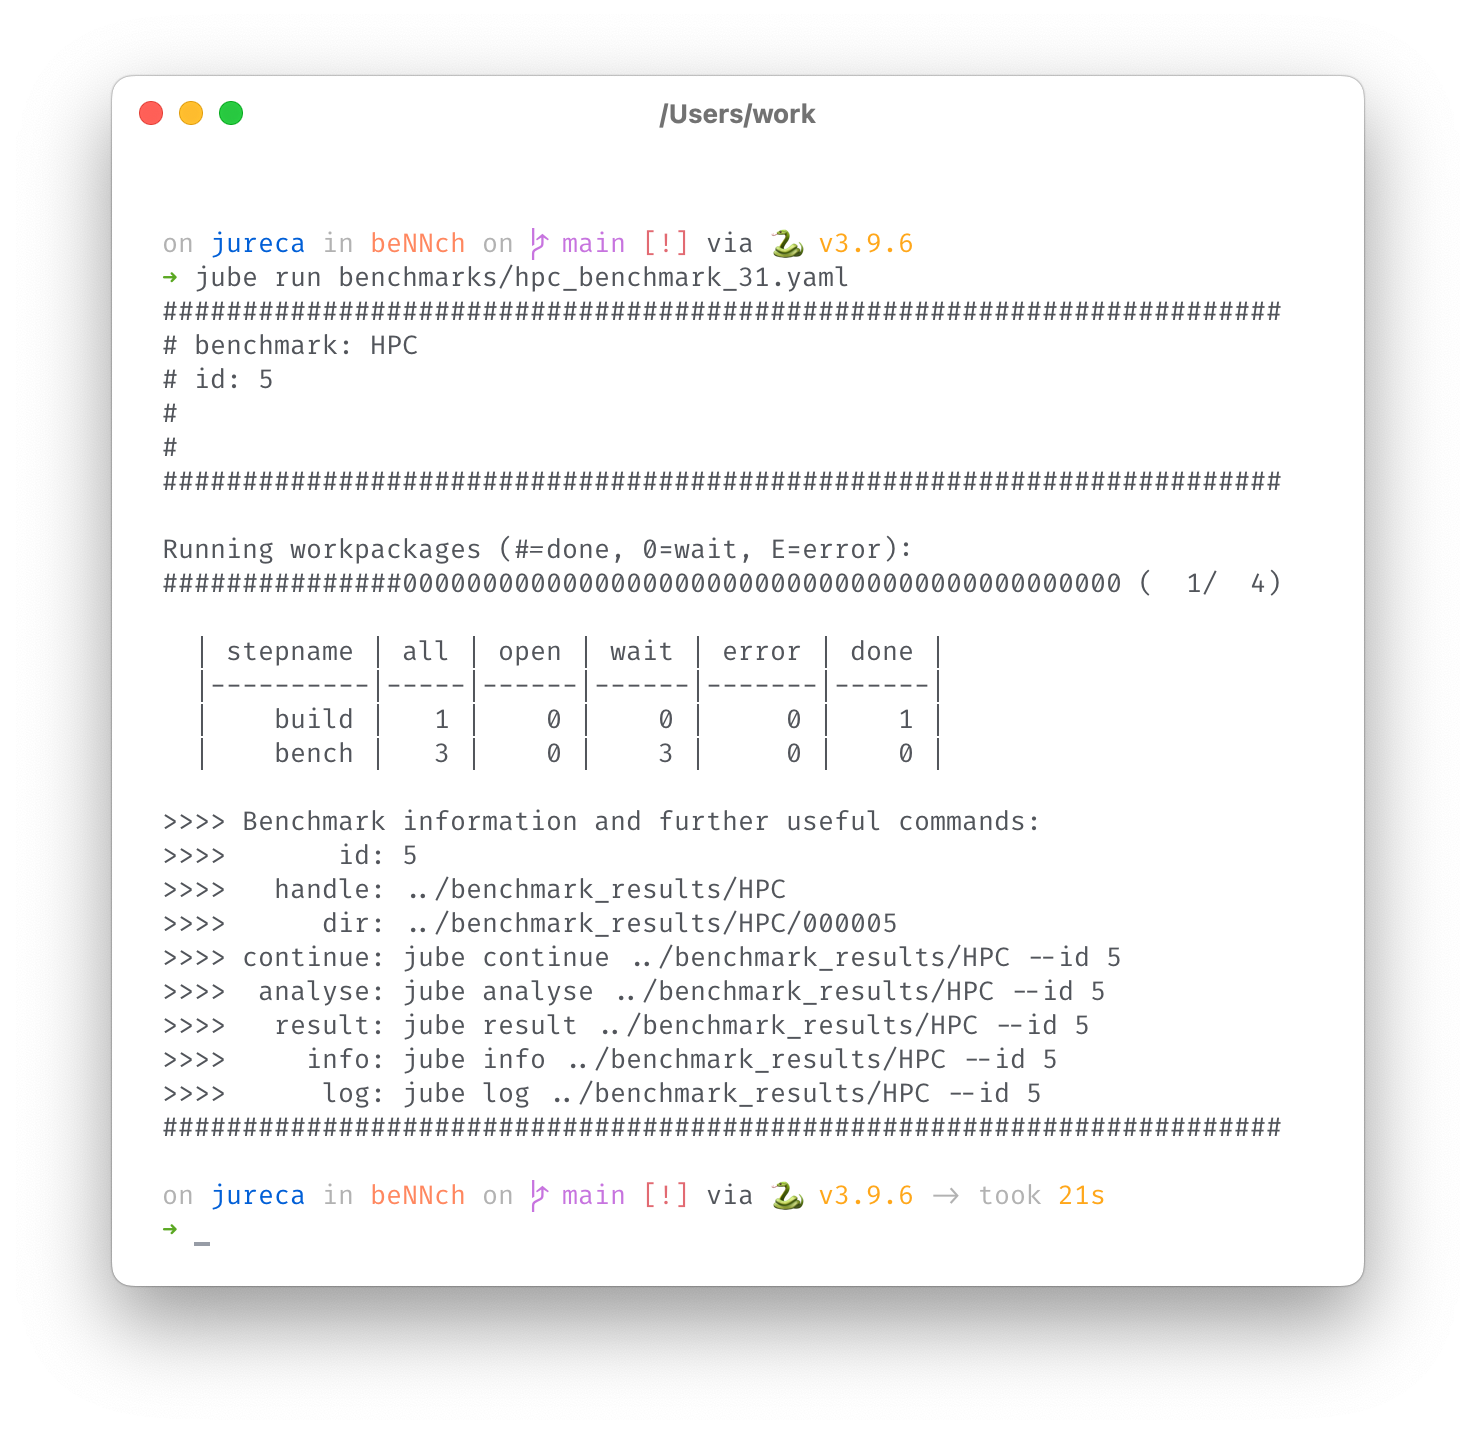 /Users/work
on jureca in beNNch on main [!] via 🐍 v3.9.6
➜ jube run benchmarks/hpc_benchmark_31.yaml
######################################################################
# benchmark: HPC
# id: 5
#
#
######################################################################
Running workpackages (#=done, 0=wait, E=error):
###############000000000000000000000000000000000000000000000 (  1/  4)
| stepname | all | open | wait | error | done |
|----------|-----|------|------|-------|------|
|    build |   1 |    0 |    0 |     0 |    1 |
|    bench |   3 |    0 |    3 |     0 |    0 |
>>>> Benchmark information and further useful commands:
>>>>       id: 5
>>>>   handle: ../benchmark_results/HPC
>>>>      dir: ../benchmark_results/HPC/000005
>>>> continue: jube continue ../benchmark_results/HPC --id 5
>>>>  analyse: jube analyse ../benchmark_results/HPC --id 5
>>>>   result: jube result ../benchmark_results/HPC --id 5
>>>>     info: jube info ../benchmark_results/HPC --id 5
>>>>      log: jube log ../benchmark_results/HPC --id 5
######################################################################
on jureca in beNNch on main [!] via 🐍 v3.9.6 → took 21s
➜ _